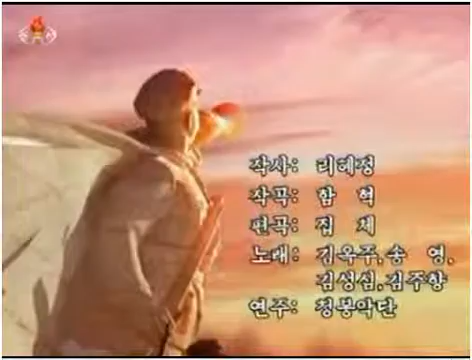 작사: 리혜정
작곡: 함 혁
편곡: 집 체
노래: 김옥주, 송 영,
김성심, 김주향
연주: 청봉악단